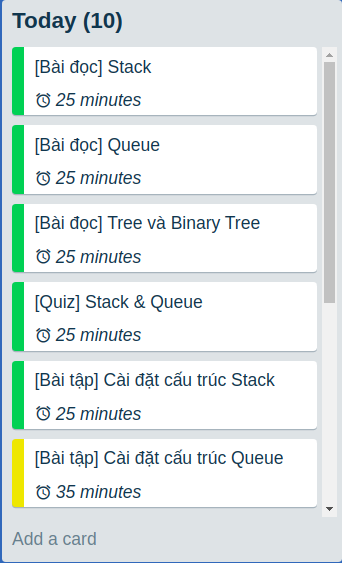 Today (10)
[Bài đọc] Stack
25 minutes
[Bài đọc] Queue
25 minutes
[Bài đọc] Tree và Binary Tree
25 minutes
[Quiz] Stack & Queue
25 minutes
[Bài tập] Cài đặt cấu trúc Stack
25 minutes
[Bài tập] Cài đặt cấu trúc Queue
35 minutes
Add a card